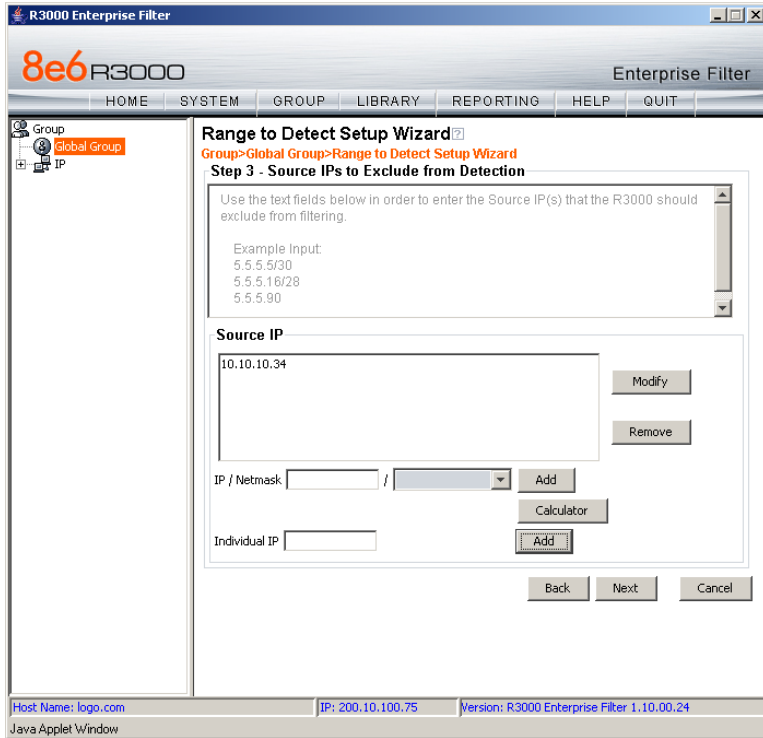 R3000 Enterprise Filter
8e6 R3000
Enterprise Filter
HOME SYSTEM GROUP LIBRARY REPORTING HELP QUIT
Group
Global Group
IP
Range to Detect Setup Wizard?
Group>Global Group>Range to Detect Setup Wizard
Step 3 - Source IPs to Exclude from Detection
Use the text fields below in order to enter the Source IP(s) that the R3000 should
exclude from filtering.
Example Input:
5.5.5.5/30
5.5.5.16/28
5.5.5.90
Source IP
10.10.10.34
Modify
Remove
IP / Netmask / Add
Calculator
Individual IP Add
Back Next Cancel
Host Name: logo.com IP: 200.10.100.75 Version: R3000 Enterprise Filter 1.10.00.24
Java Applet Window